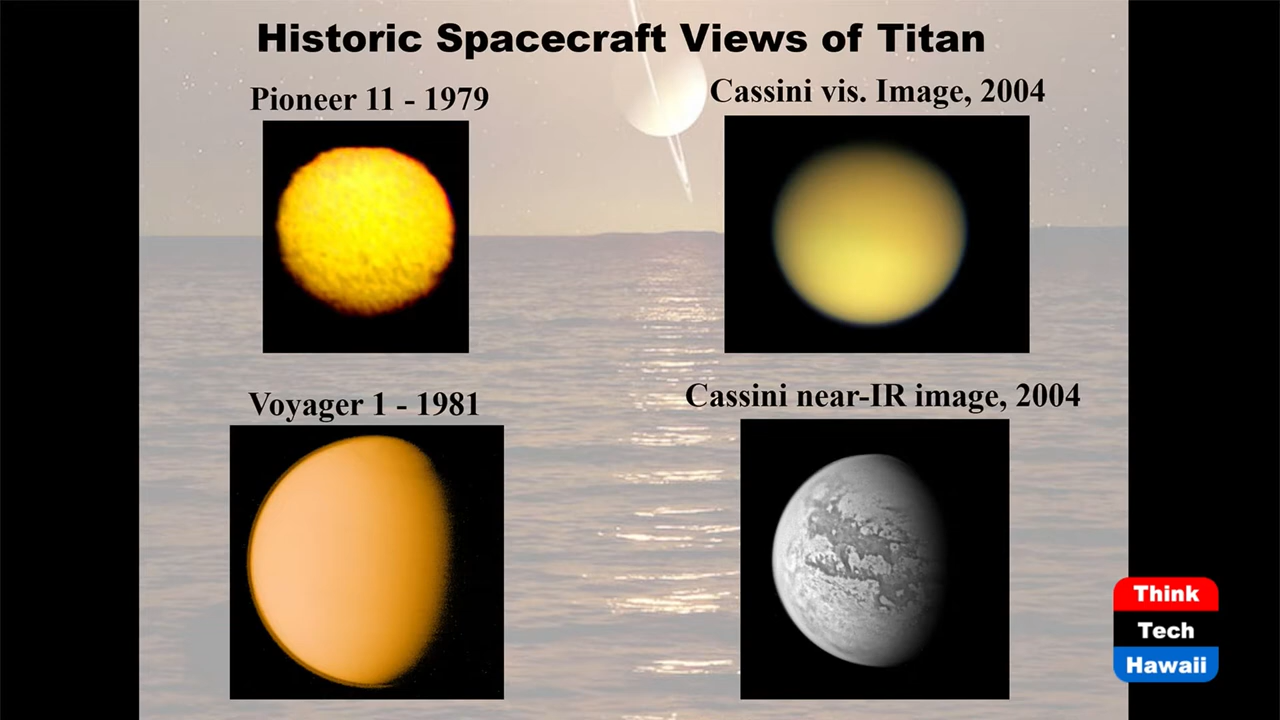 Historic Spacecraft Views of Titan
Pioneer 11 - 1979
Cassini vis. Image, 2004
Voyager 1 - 1981
Cassini near-IR image, 2004
Think
Tech
Hawaii